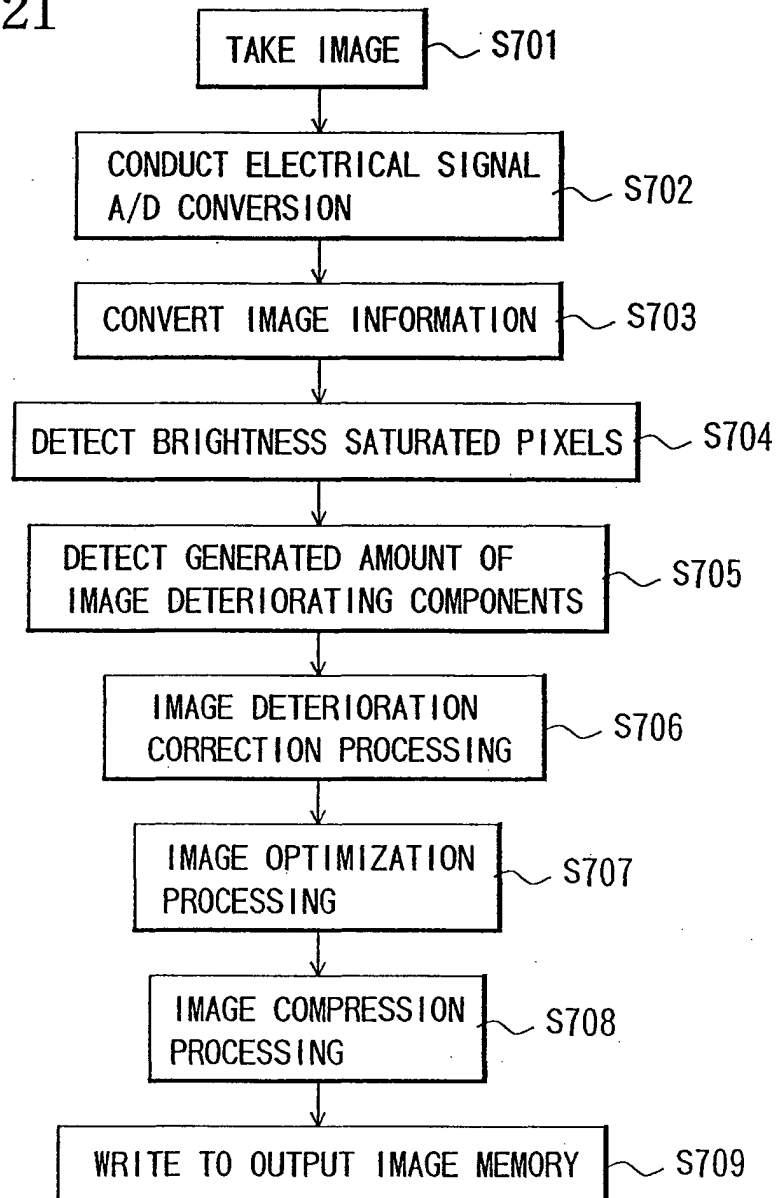 21
TAKE IMAGE
S701
CONDUCT ELECTRICAL SIGNAL
A/D CONVERSION
S702
CONVERT IMAGE INFORMATION
S703
DETECT BRIGHTNESS SATURATED PIXELS
S704
DETECT GENERATED AMOUNT OF
IMAGE DETERIORATING COMPONENTS
S705
IMAGE DETERIORATION
CORRECTION PROCESSING
S706
IMAGE OPTIMIZATION
PROCESSING
S707
IMAGE COMPRESSION
PROCESSING
S708
WRITE TO OUTPUT IMAGE MEMORY
S709